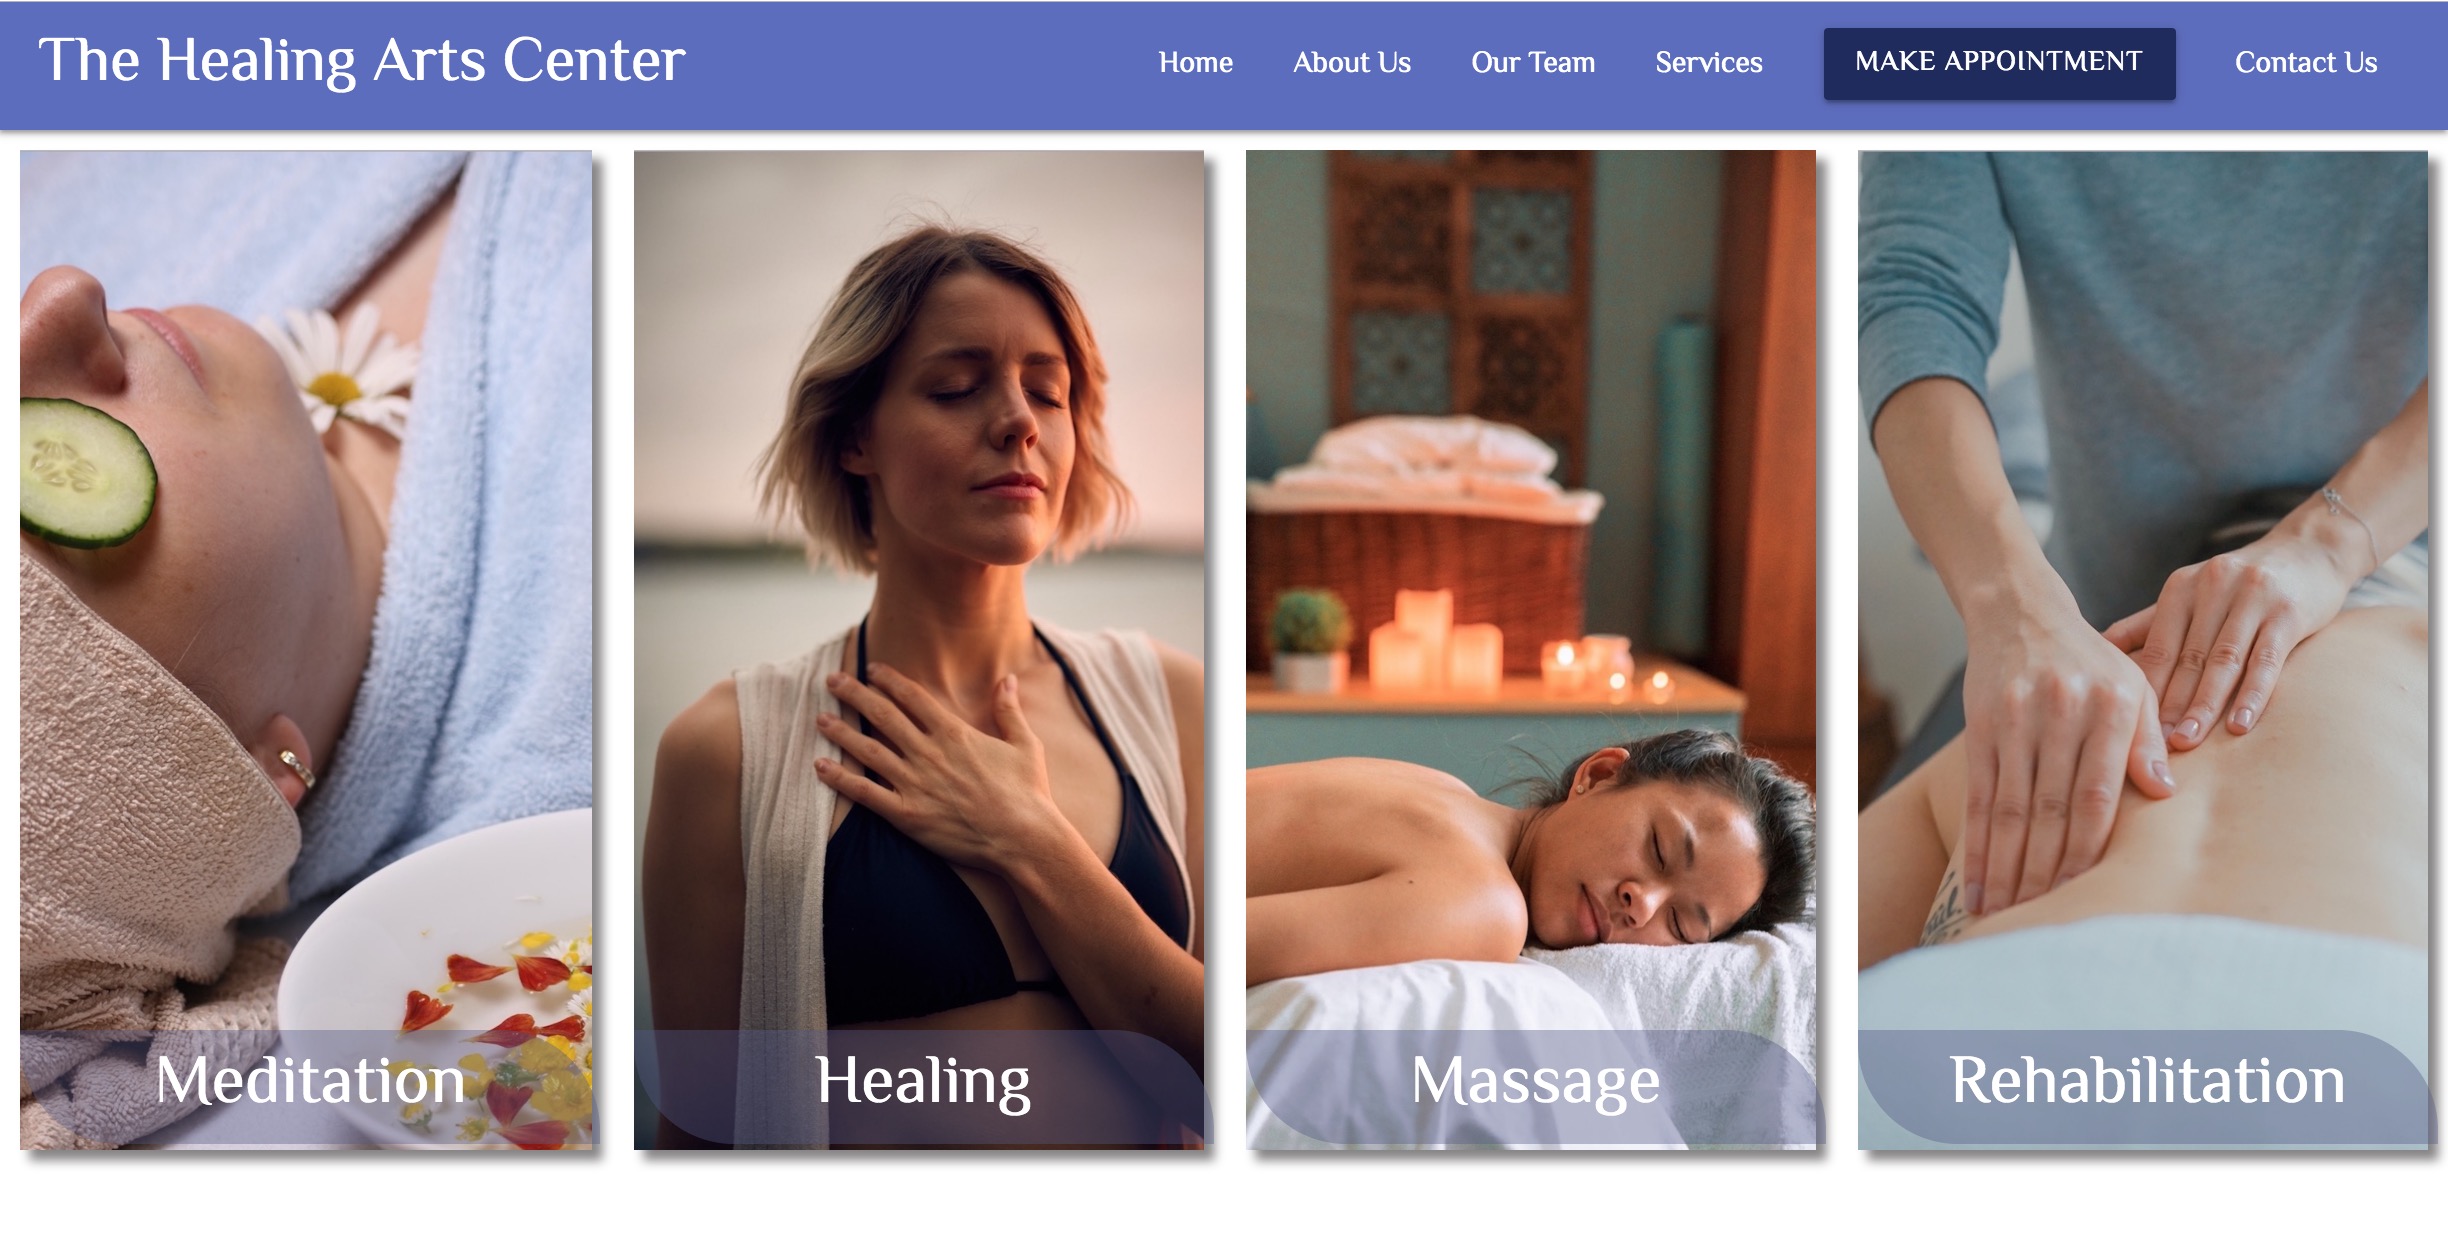 The Healing Arts Center
Home About Us Our Team Services MAKE APPOINTMENT Contact Us
Meditation
Healing
Massage
Rehabilitation